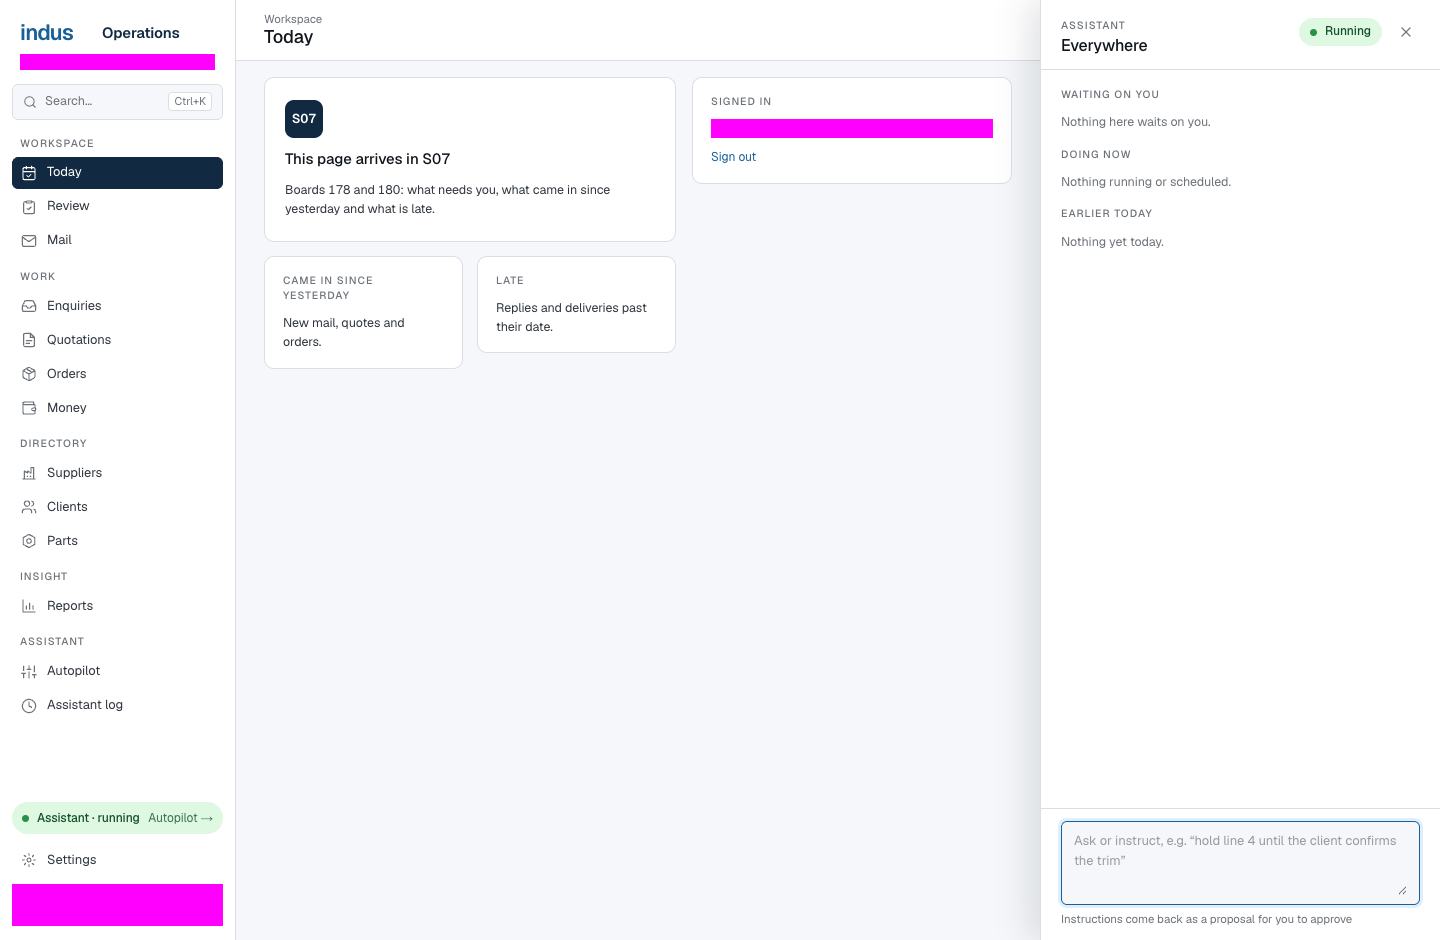 indus
Operations
Search...
Ctrl+K
WORKSPACE
Today
Review
Mail
WORK
Enquiries
Quotations
Orders
Money
DIRECTORY
Suppliers
Clients
Parts
INSIGHT
Reports
ASSISTANT
Autopilot
Assistant log
Assistant · running
Autopilot →
Settings
Workspace
Today
S07
This page arrives in S07
Boards 178 and 180: what needs you, what came in since
yesterday and what is late.
CAME IN SINCE
YESTERDAY
New mail, quotes and
orders.
LATE
Replies and deliveries past
their date.
SIGNED IN
Sign out
ASSISTANT
Everywhere
Running
WAITING ON YOU
Nothing here waits on you.
DOING NOW
Nothing running or scheduled.
EARLIER TODAY
Nothing yet today.
Ask or instruct, e.g. “hold line 4 until the client confirms
the trim”
Instructions come back as a proposal for you to approve